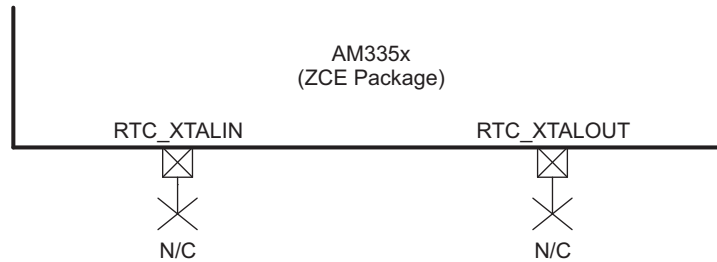 AM335x
(ZCE Package)
RTC_XTALIN
RTC_XTALOUT
N/C
N/C